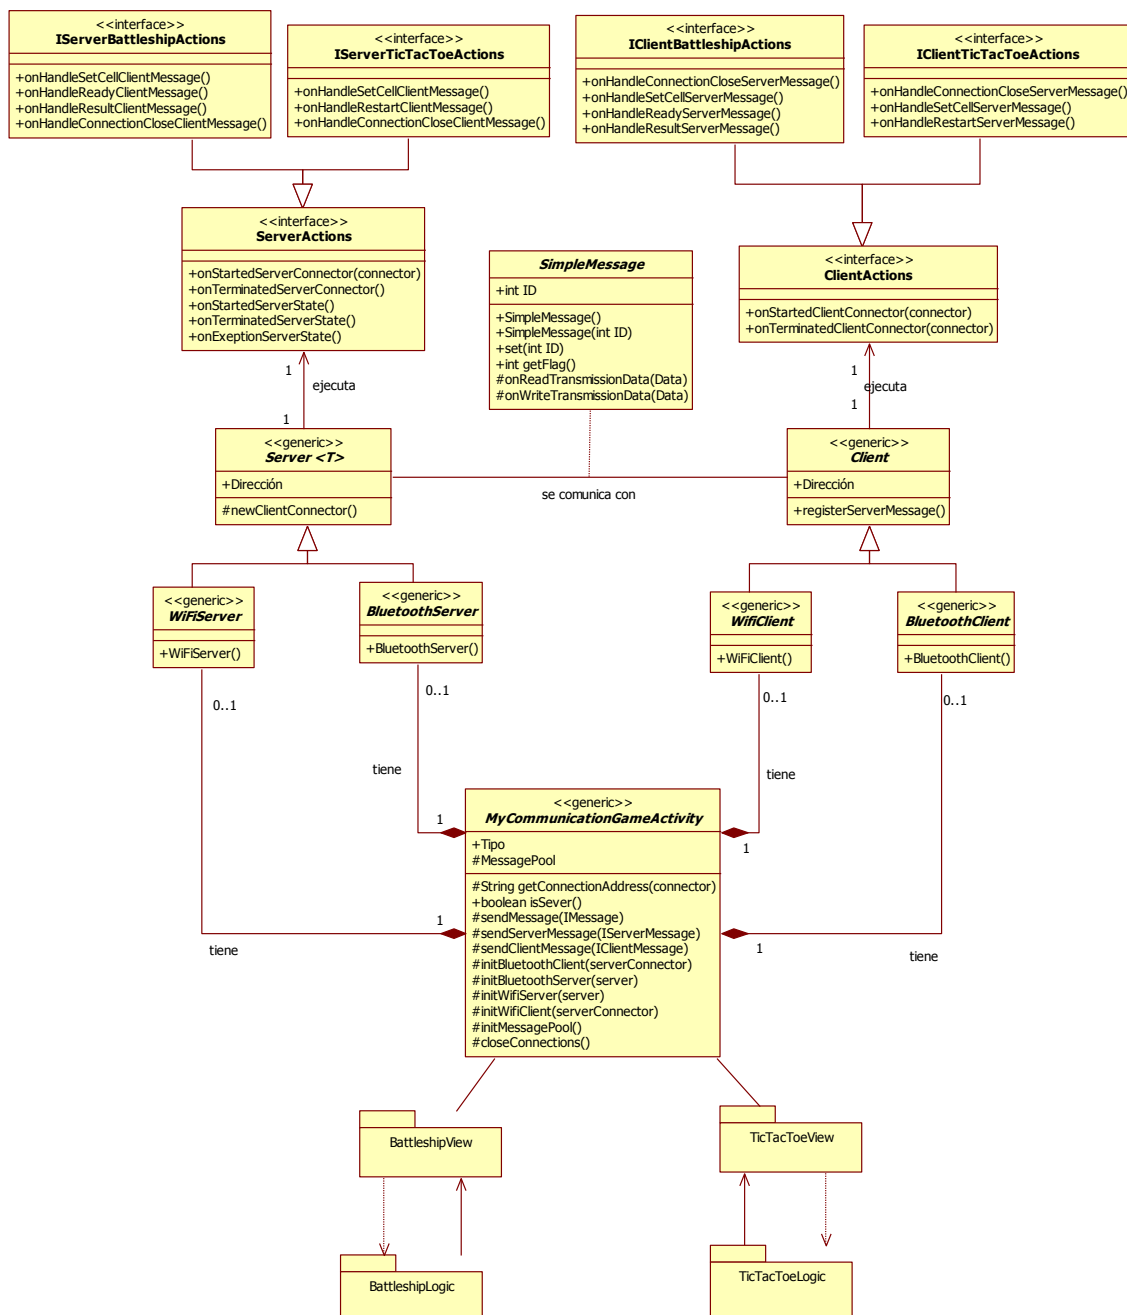 <<interface>>
IServerBattleshipActions
+onHandleSetCellClientMessage()
+onHandleReadyClientMessage()
+onHandleResultClientMessage()
+onHandleConnectionCloseClientMessage()
<<interface>>
IServerTicTacToeActions
+onHandleSetCellClientMessage()
+onHandleRestartClientMessage()
+onHandleConnectionCloseClientMessage()
<<interface>>
IClientBattleshipActions
+onHandleConnectionCloseServerMessage()
+onHandleSetCellServerMessage()
+onHandleReadyServerMessage()
+onHandleResultServerMessage()
<<interface>>
IClientTicTacToeActions
+onHandleConnectionCloseServerMessage()
+onHandleSetCellServerMessage()
+onHandleRestartServerMessage()
<<interface>>
ServerActions
+onStartedServerConnector(connector)
+onTerminatedServerConnector()
+onStartedServerState()
+onTerminatedServerState()
+onExeptionServerState()
SimpleMessage
+int ID
+SimpleMessage()
+SimpleMessage(int ID)
+set(int ID)
+int getFlag()
#onReadTransmissionData(Data)
#onWriteTransmissionData(Data)
<<interface>>
ClientActions
+onStartedClientConnector(connector)
+onTerminatedClientConnector(connector)
1
ejecuta
1
1
ejecuta
1
<<generic>>
Server <T>
+Dirección
#newClientConnector()
se comunica con
<<generic>>
Client
+Dirección
+registerServerMessage()
<<generic>>
WiFiServer
+WiFiServer()
<<generic>>
BluetoothServer
+BluetoothServer()
<<generic>>
WifiClient
+WiFiClient()
<<generic>>
BluetoothClient
+BluetoothClient()
0..1
0..1
0..1
0..1
tiene
tiene
<<generic>>
MyCommunicationGameActivity
+Tipo
#MessagePool
#String getConnectionAddress(connector)
+boolean isSever()
#sendMessage(IMessage)
#sendServerMessage(IServerMessage)
#sendClientMessage(IClientMessage)
#initBluetoothClient(serverConnector)
#initBluetoothServer(server)
#initWifiServer(server)
#initWifiClient(serverConnector)
#initMessagePool()
#closeConnections()
1
1
1
1
tiene
tiene
BattleshipView
TicTacToeView
BattleshipLogic
TicTacToeLogic